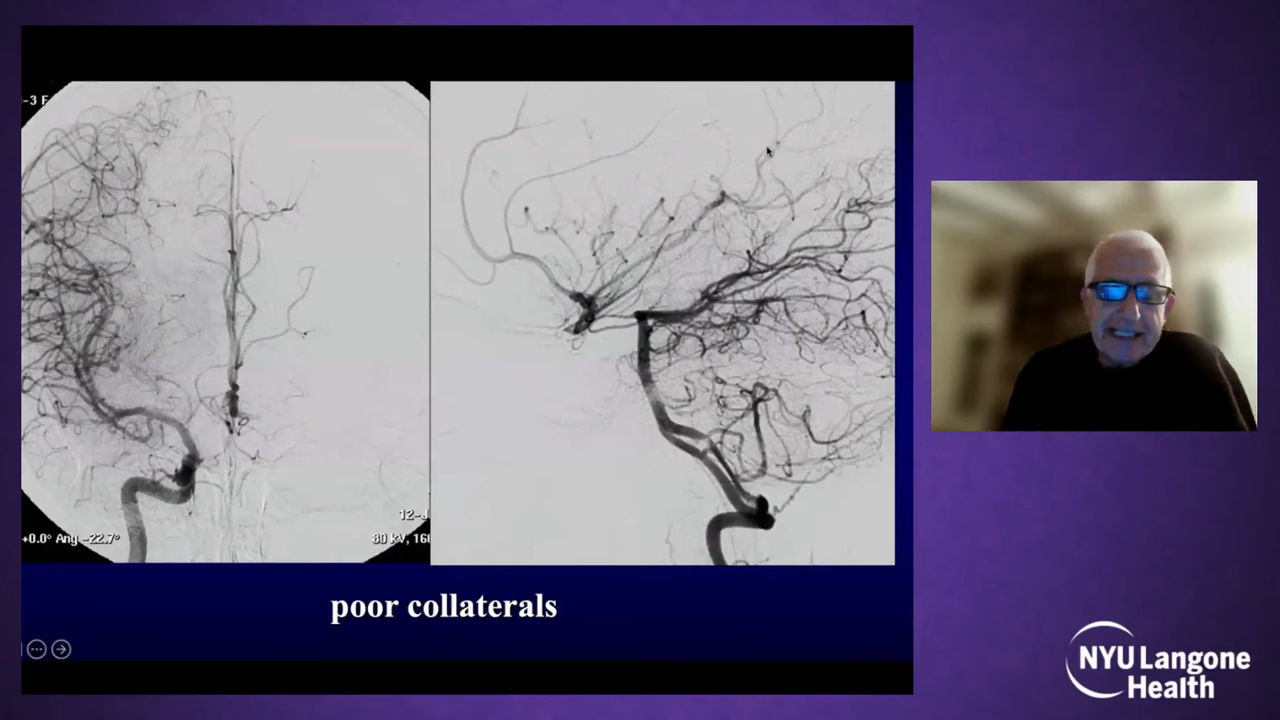 -3 F
12-J
+0.0° Ang -22.7°
80 kV, 16
poor collaterals
NYU Langone
Health